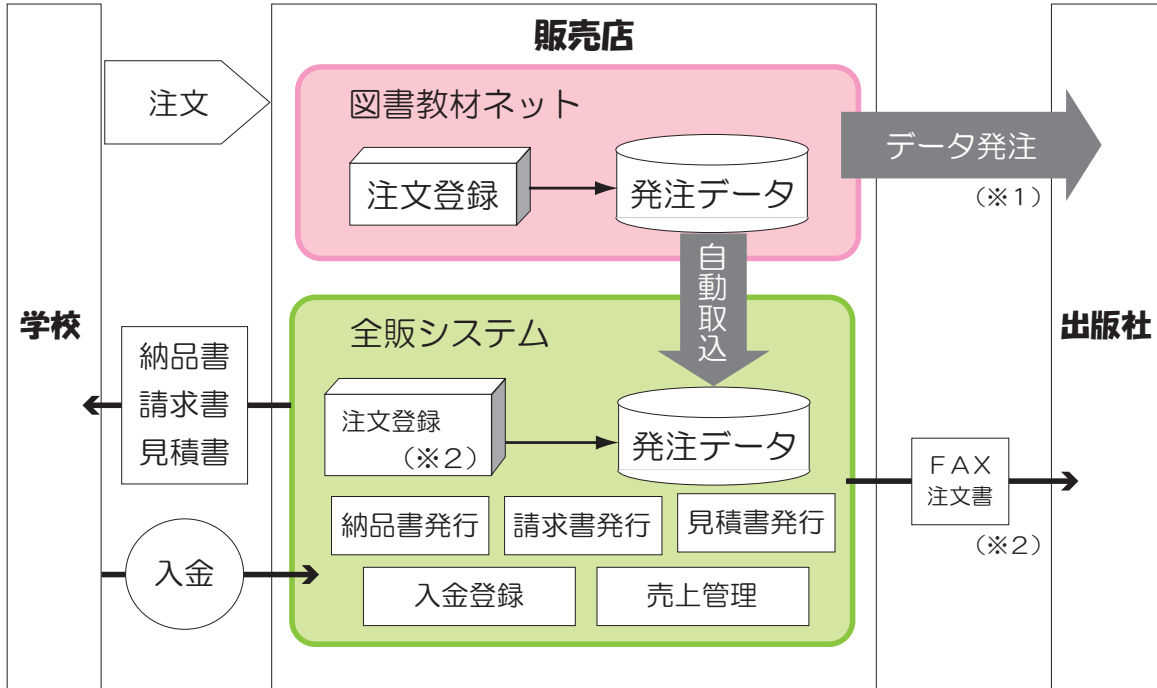 販売店
学校
出版社
注文
図書教材ネット
注文登録
発注データ
データ発注
（※１）
自動取込
全販システム
納品書
請求書
見積書
注文登録
（※２）
発注データ
ＦＡＸ
注文書
（※２）
納品書発行
請求書発行
見積書発行
入金
入金登録
売上管理